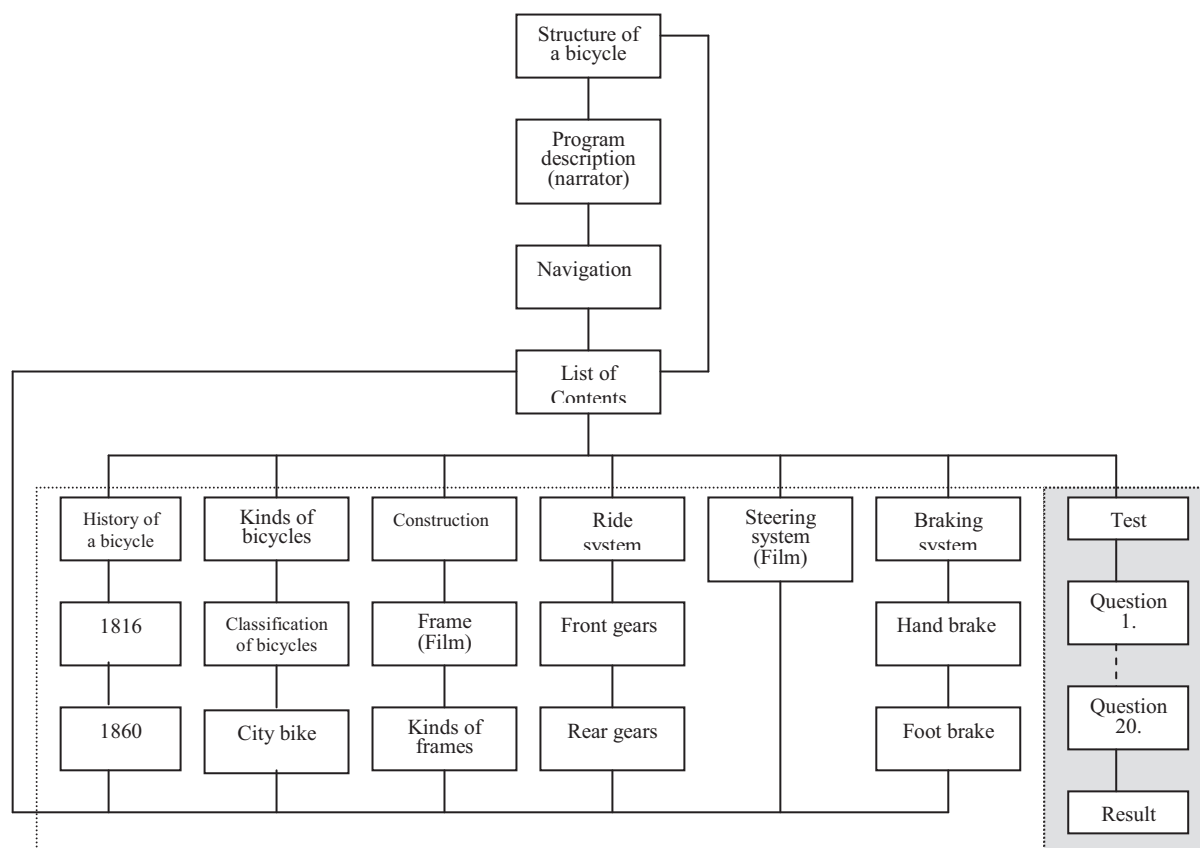 Structure of
a bicycle
Program
description
(narrator)
Navigation
List of
Contents
History of
a bicycle
Kinds of
bicycles
Construction
Ride
system
Steering
system
(Film)
Braking
system
Test
1816
Classification
of bicycles
Frame
(Film)
Front gears
Hand brake
Question
1.
1860
City bike
Kinds of
frames
Rear gears
Foot brake
Question
20.
Result